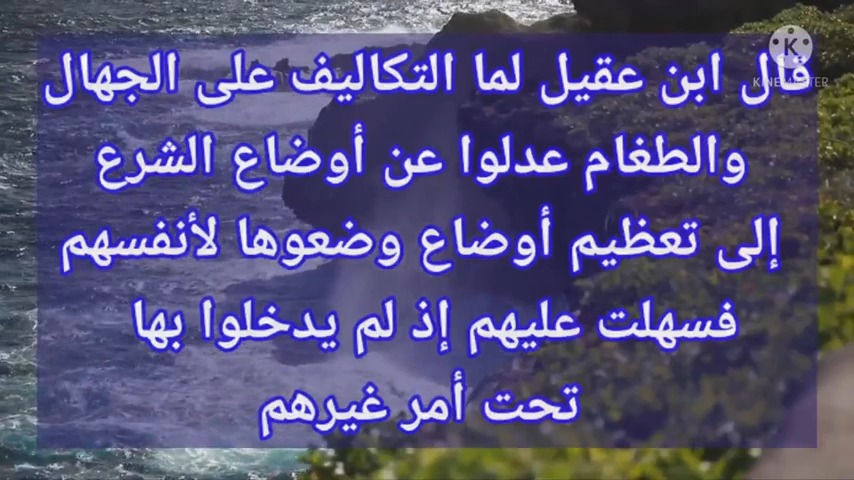 قال ابن عقيل لما التكاليف على الجهال
والطغام عدلوا عن أوضاع الشرع
إلى تعظيم أوضاع وضعوها لأنفسهم
فسهلت عليهم إذ لم يدخلوا بها
تحت أمر غيرهم
K
KINEMASTER